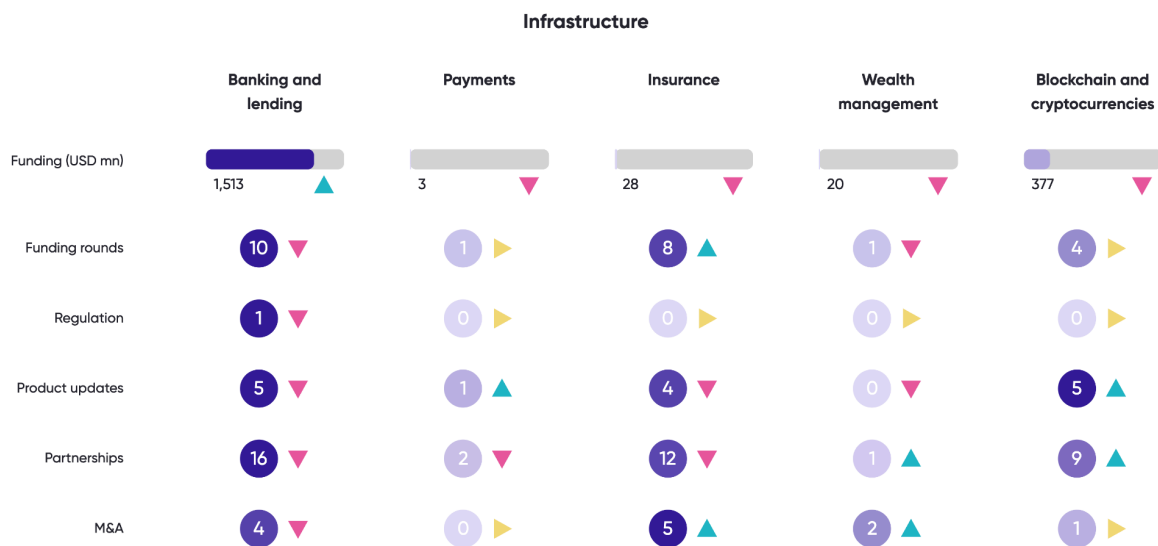 Infrastructure
Banking and
lending
Payments
Insurance
Wealth
management
Blockchain and
cryptocurrencies
Funding (USD mn)
1,513
3
28
20
377
Funding rounds
10
1
8
1
4
Regulation
1
0
0
0
0
Product updates
5
1
4
0
5
Partnerships
16
2
12
1
9
M&A
4
0
5
2
1